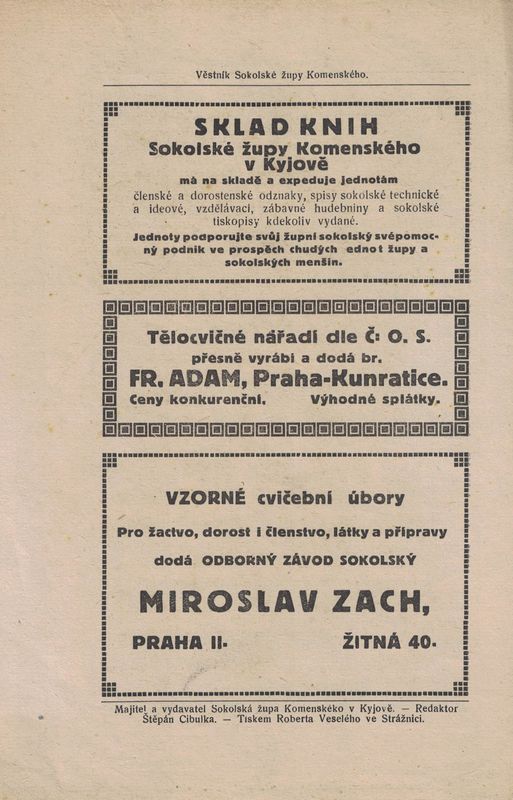 Věstník Sokolské župy Komenského.
SKLAD KNIH
Sokolské župy Komenského
v Kyjově
má na skladě a expeduje jednotám
členské a dorostenské odznaky, spisy sokolské technické
a ideové, vzdělávací, zábavné hudebniny a sokolské
tiskopisy kdekoliv vydané.
Jednoty podporujte svůj župní sokolský svépomoc-
ný podnik ve prospěch chudých ednot župy a
sokolských menšin.
Tělocvičné nářadí dle Č: O. S.
přesně vyrábí a dodá br.
FR. ADAM, Praha-Kunratice.
Ceny konkurenční. Výhodné splátky.
VZORNÉ cvičební úbory
Pro žactvo, dorost i členstvo, látky a přípravy
dodá ODBORNÝ ZÁVOD SOKOLSKÝ
MIROSLAV ZACH,
PRAHA II. ŽITNÁ 40.
Majitel a vydavatel Sokolská župa Komenskéko v Kyjově. — Redaktor
Štěpán Cibulka. — Tiskem Roberta Veselého ve Strážnici.